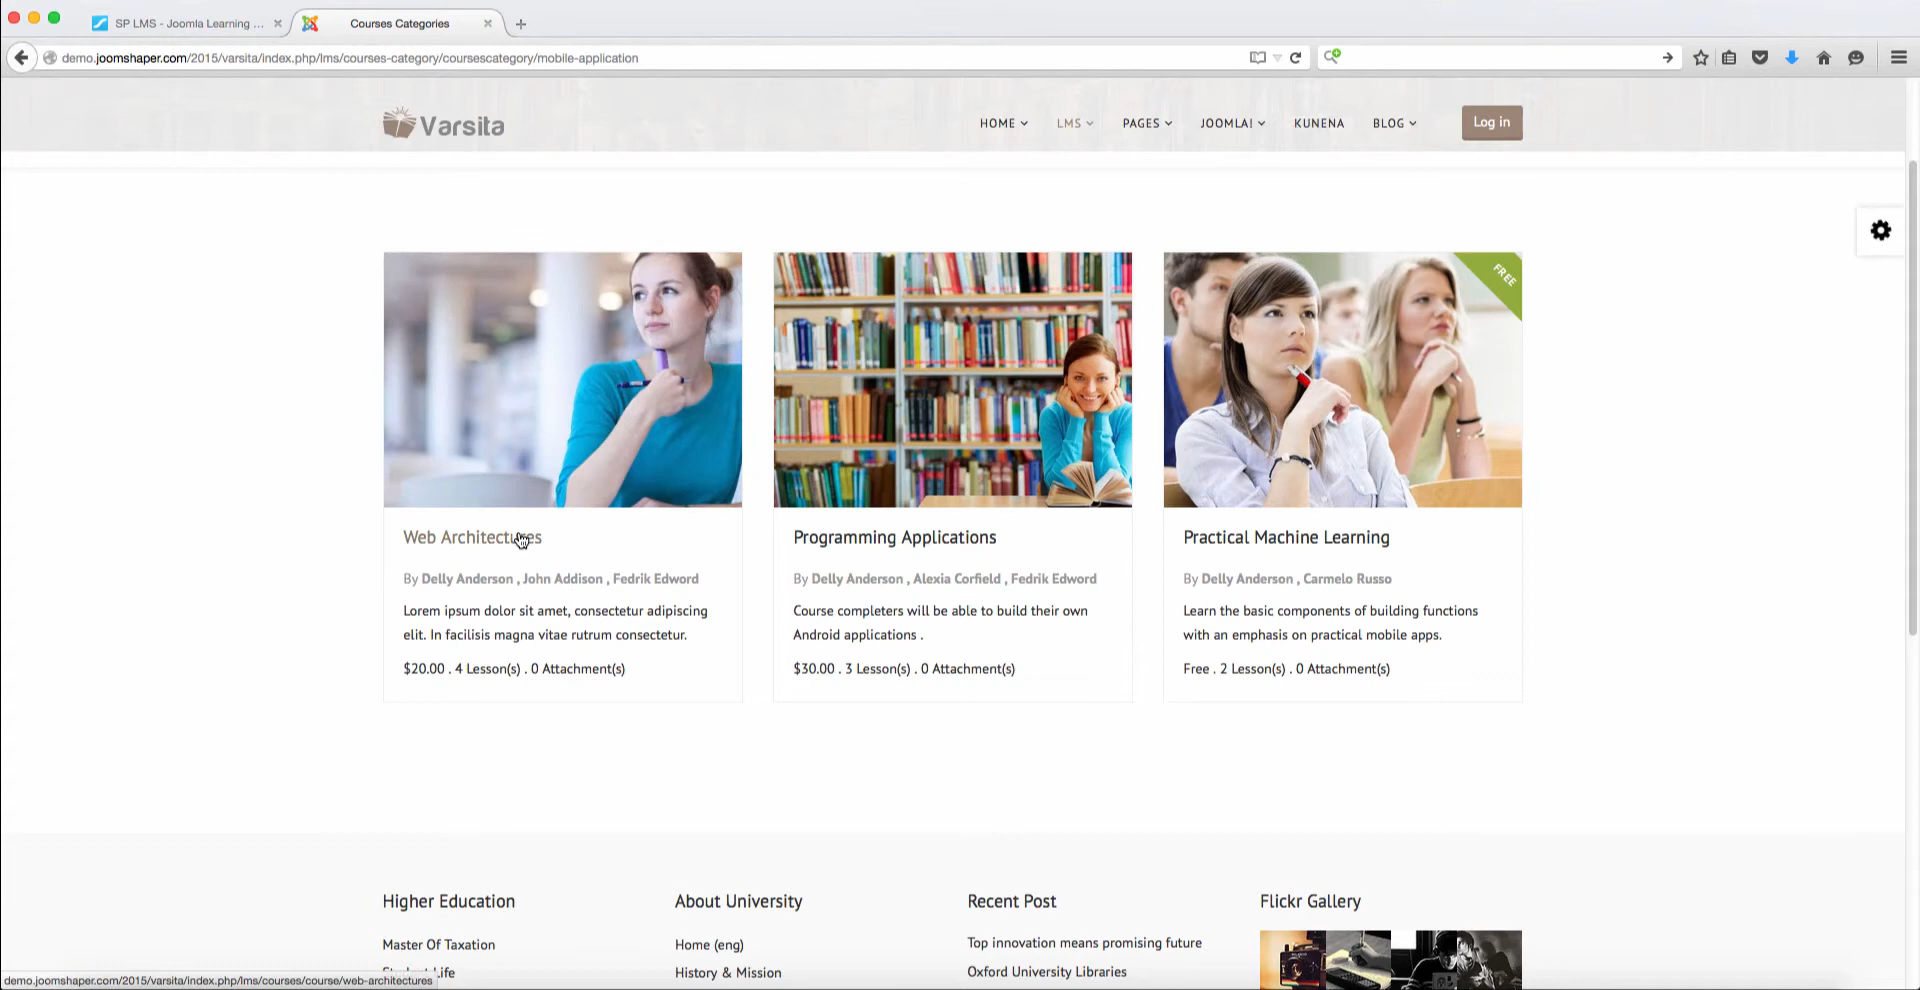 SP LMS - Joomla Learning ...
Courses Categories
demo.joomshaper.com/2015/varsita/index.php/lms/courses-category/coursescategory/mobile-application
Varsita
HOME
LMS
PAGES
JOOMLA!
KUNENA
BLOG
Log in
FREE
Web Architectures
By Delly Anderson , John Addison , Fedrik Edword
Lorem ipsum dolor sit amet, consectetur adipiscing
elit. In facilisis magna vitae rutrum consectetur.
$20.00 . 4 Lesson(s) . 0 Attachment(s)
Programming Applications
By Delly Anderson , Alexia Corfield , Fedrik Edword
Course completers will be able to build their own
Android applications .
$30.00 . 3 Lesson(s) . 0 Attachment(s)
Practical Machine Learning
By Delly Anderson , Carmelo Russo
Learn the basic components of building functions
with an emphasis on practical mobile apps.
Free . 2 Lesson(s) . 0 Attachment(s)
Higher Education
Master Of Taxation
Student Life
About University
Home (eng)
History & Mission
Recent Post
Top innovation means promising future
Oxford University Libraries
Flickr Gallery
demo.joomshaper.com/2015/varsita/index.php/lms/courses/course/web-architectures